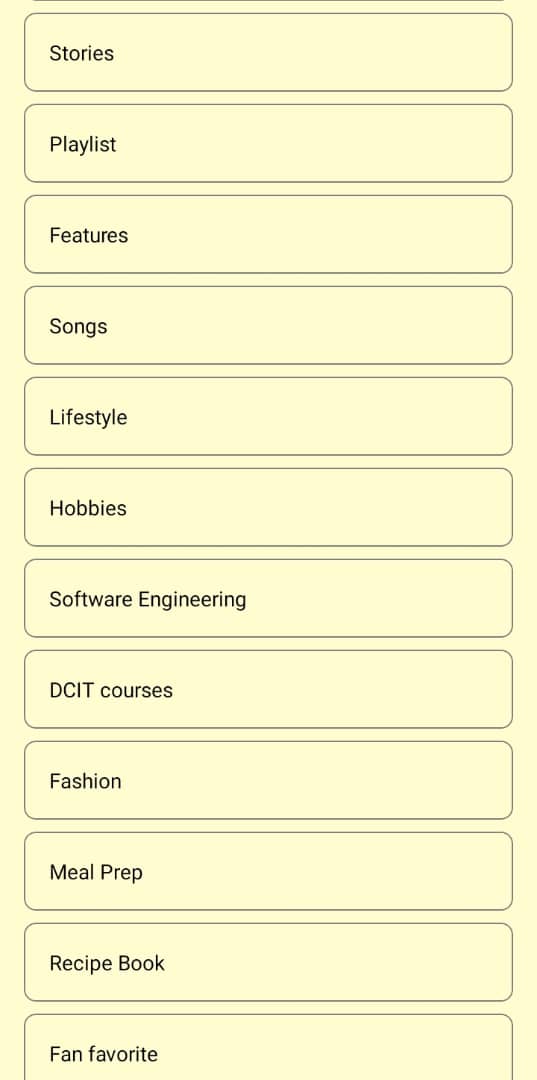 Stories
Playlist
Features
Songs
Lifestyle
Hobbies
Software Engineering
DCIT courses
Fashion
Meal Prep
Recipe Book
Fan favorite